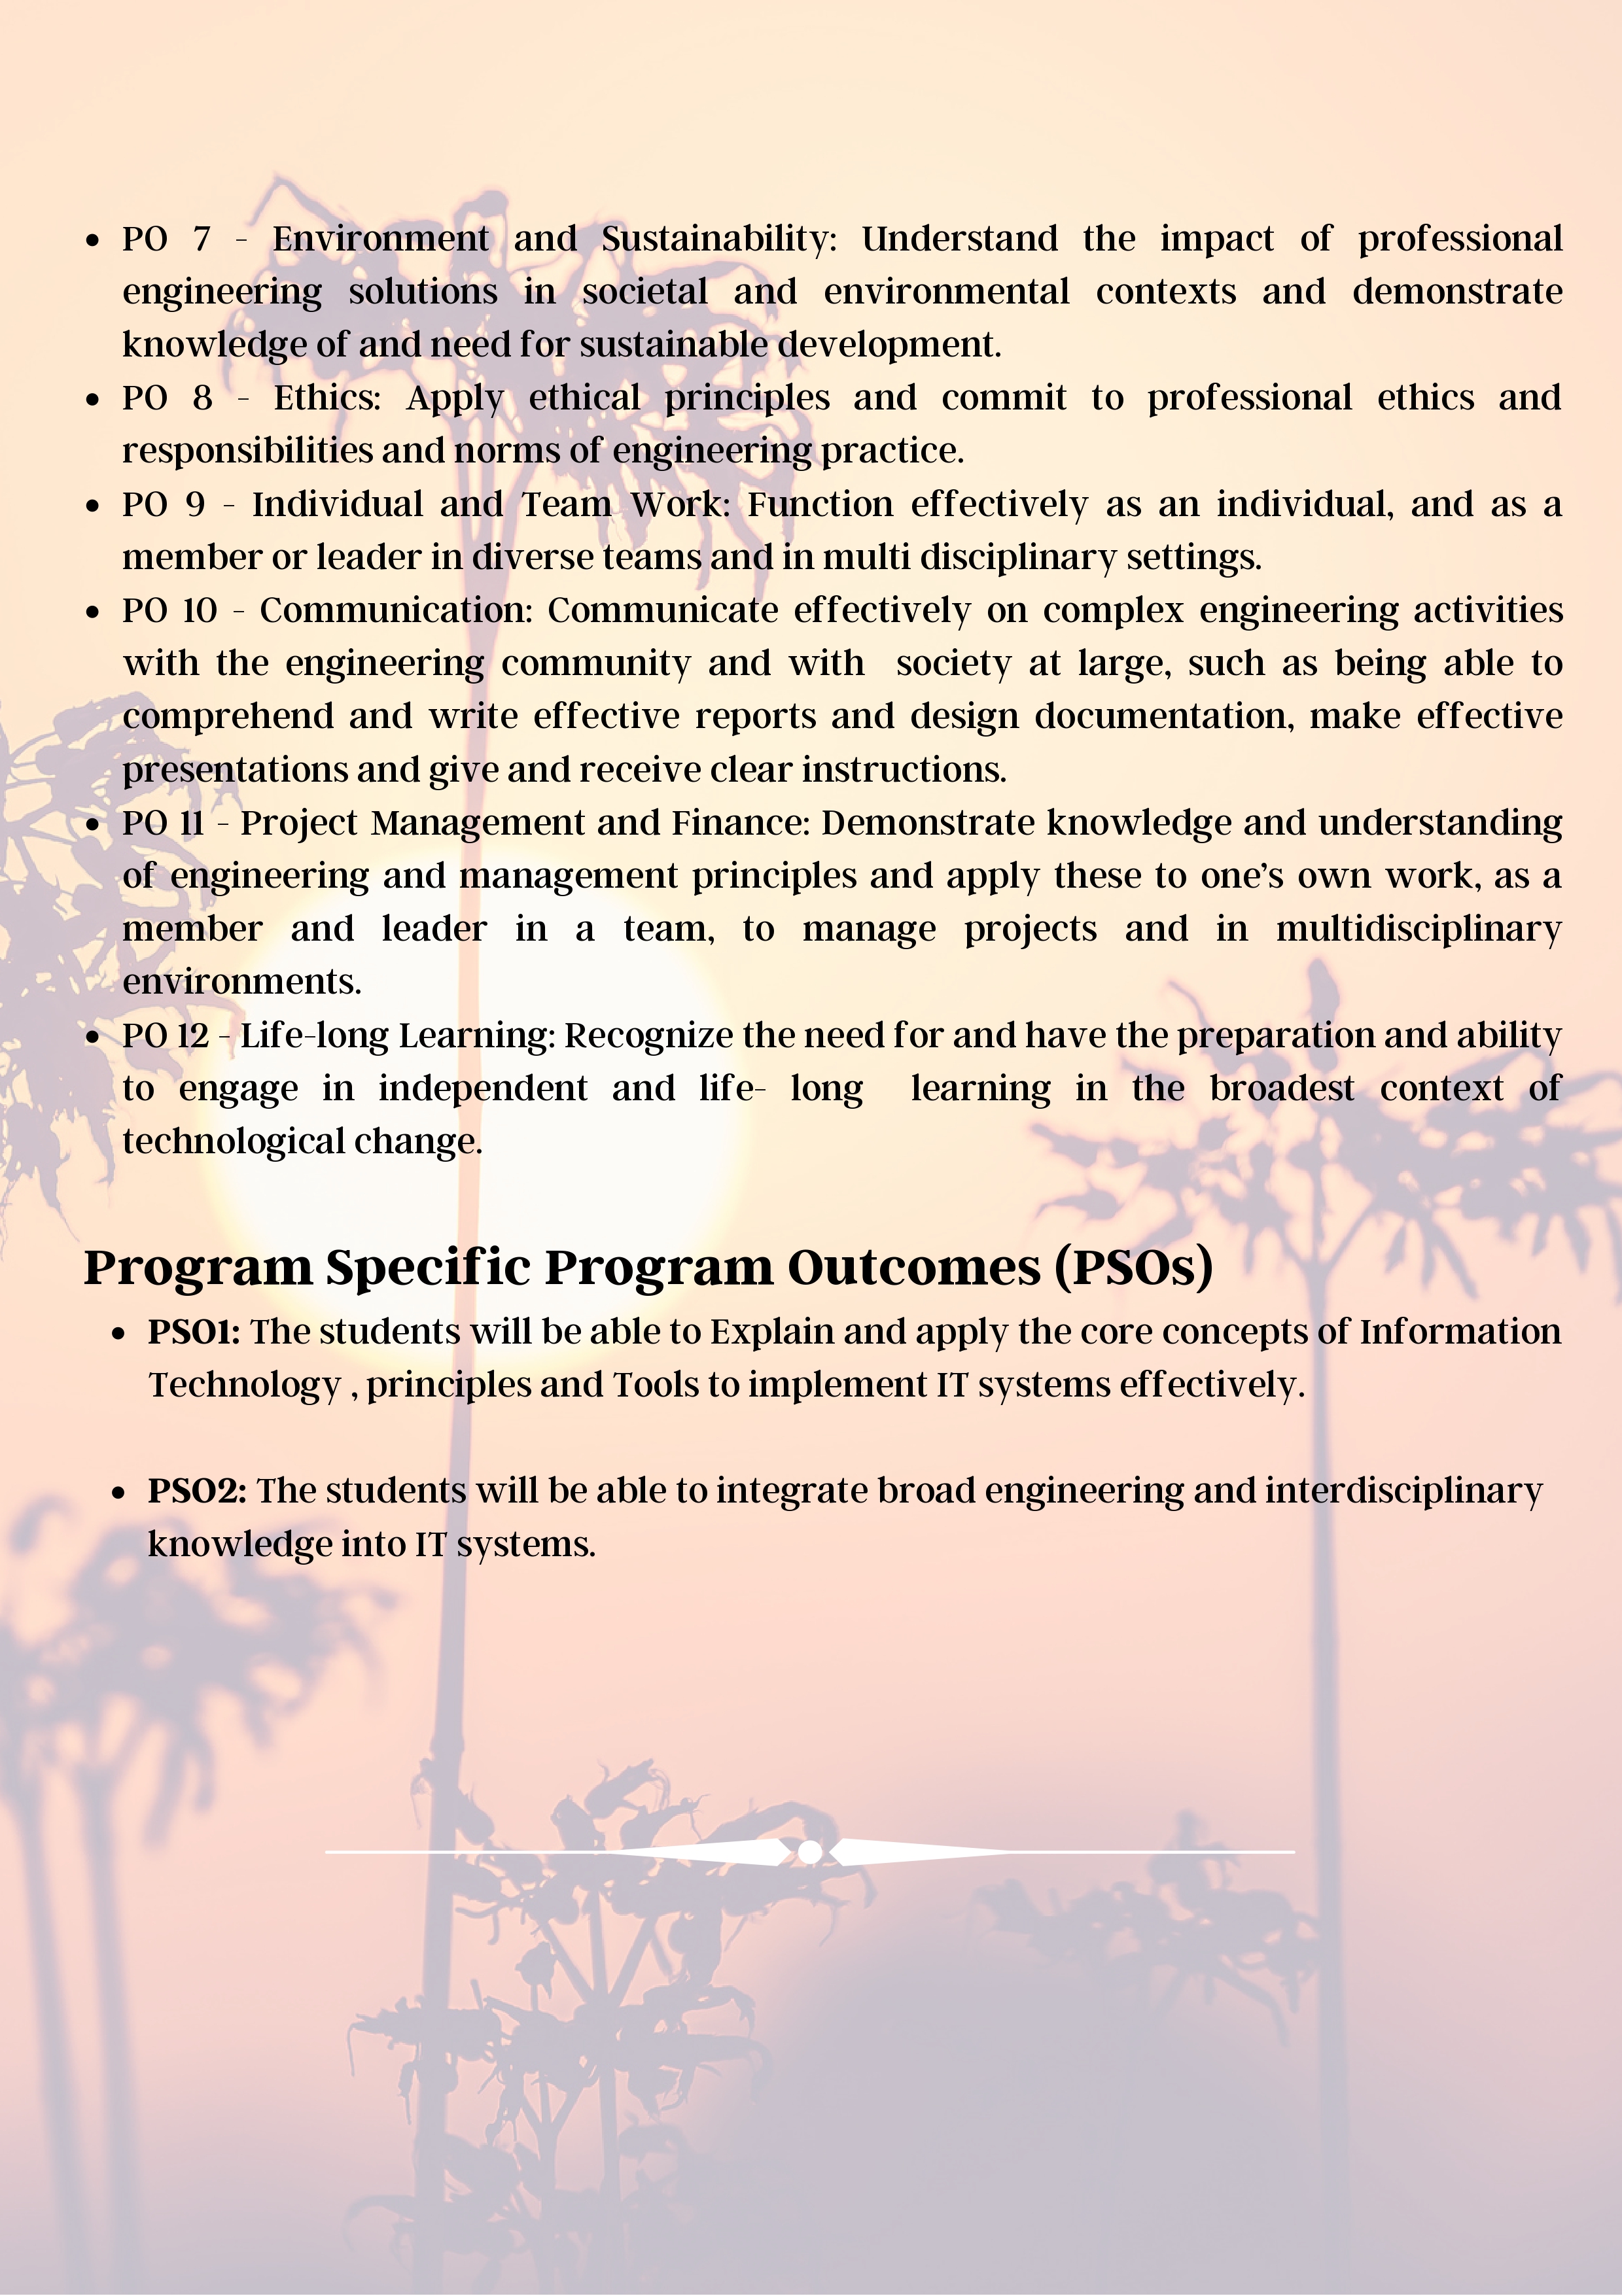 • PO 7 - Environment and Sustainability: Understand the impact of professional
engineering solutions in societal and environmental contexts and demonstrate
knowledge of and need for sustainable development.
• PO 8 - Ethics: Apply ethical principles and commit to professional ethics and
responsibilities and norms of engineering practice.
• PO 9 - Individual and Team Work: Function effectively as an individual, and as a
member or leader in diverse teams and in multi disciplinary settings.
• PO 10 - Communication: Communicate effectively on complex engineering activities
with the engineering community and with society at large, such as being able to
comprehend and write effective reports and design documentation, make effective
presentations and give and receive clear instructions.
• PO 11 - Project Management and Finance: Demonstrate knowledge and understanding
of engineering and management principles and apply these to one’s own work, as a
member and leader in a team, to manage projects and in multidisciplinary
environments.
• PO 12 - Life-long Learning: Recognize the need for and have the preparation and ability
to engage in independent and life- long learning in the broadest context of
technological change.
Program Specific Program Outcomes (PSOs)
• PSO1: The students will be able to Explain and apply the core concepts of Information
Technology , principles and Tools to implement IT systems effectively.
• PSO2: The students will be able to integrate broad engineering and interdisciplinary
knowledge into IT systems.